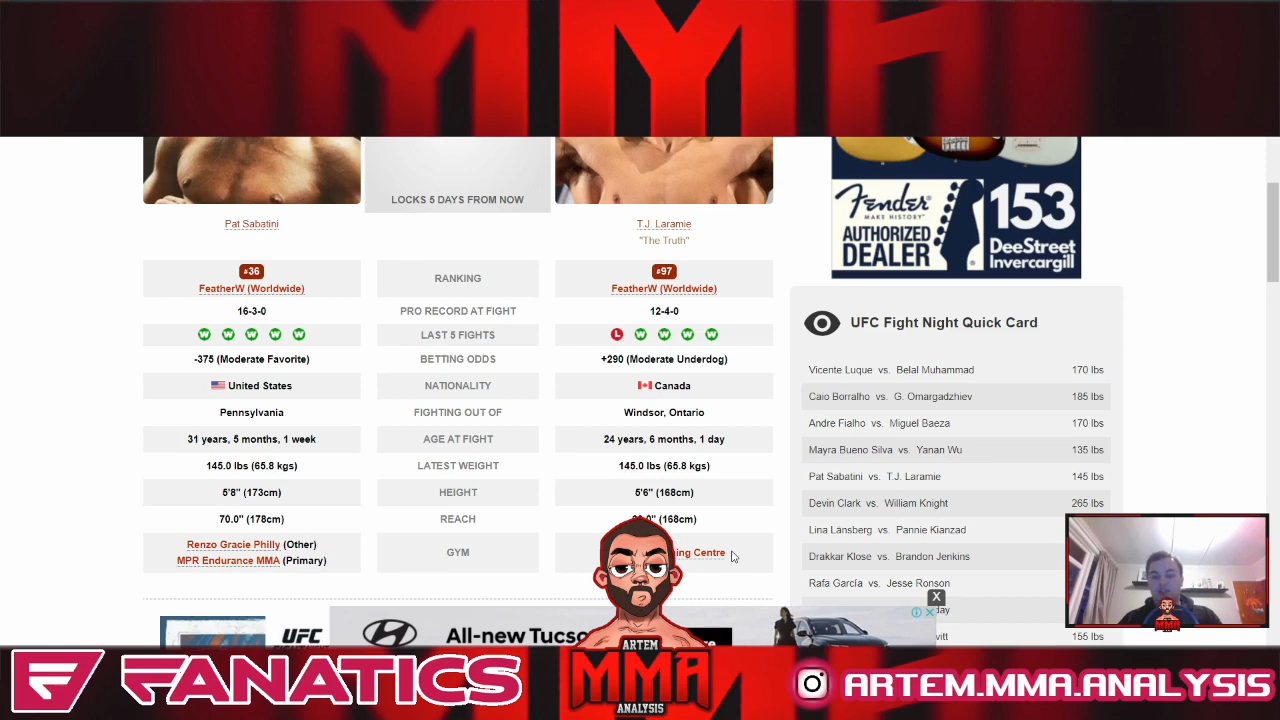 MMA
LOCKS 5 DAYS FROM NOW
Pat Sabatini
T.J. Laramie
"The Truth"
#36 RANKING #97
FeatherW (Worldwide) FeatherW (Worldwide)
16-3-0 PRO RECORD AT FIGHT 12-4-0
W W W W W LAST 5 FIGHTS L W W W W
-375 (Moderate Favorite) BETTING ODDS +290 (Moderate Underdog)
United States NATIONALITY Canada
Pennsylvania FIGHTING OUT OF Windsor, Ontario
31 years, 5 months, 1 week AGE AT FIGHT 24 years, 6 months, 1 day
145.0 lbs (65.8 kgs) LATEST WEIGHT 145.0 lbs (65.8 kgs)
5'8" (173cm) HEIGHT 5'6" (168cm)
70.0" (178cm) REACH (168cm)
Renzo Gracie Philly (Other)
MPR Endurance MMA (Primary)
GYM
Centre
Fender
MAKE HISTORY
AUTHORIZED
DEALER
153
DeeStreet
Invercargill
UFC Fight Night Quick Card
Vicente Luque vs. Belal Muhammad 170 lbs
Caio Borralho vs. G. Omargadzhiev 185 lbs
Andre Fialho vs. Miguel Baeza 170 lbs
Mayra Bueno Silva vs. Yanan Wu 135 lbs
Pat Sabatini vs. T.J. Laramie 145 lbs
Devin Clark vs. William Knight 265 lbs
Lina Länsberg vs. Pannie Kianzad
Drakkar Klose vs. Brandon Jenkins
Rafa García vs. Jesse Ronson
X
155 lbs
UFC
All-new
FANATICS
ARTEM
MMA
ANALYSIS
ARTEM.MMA.ANALYSIS
MMA